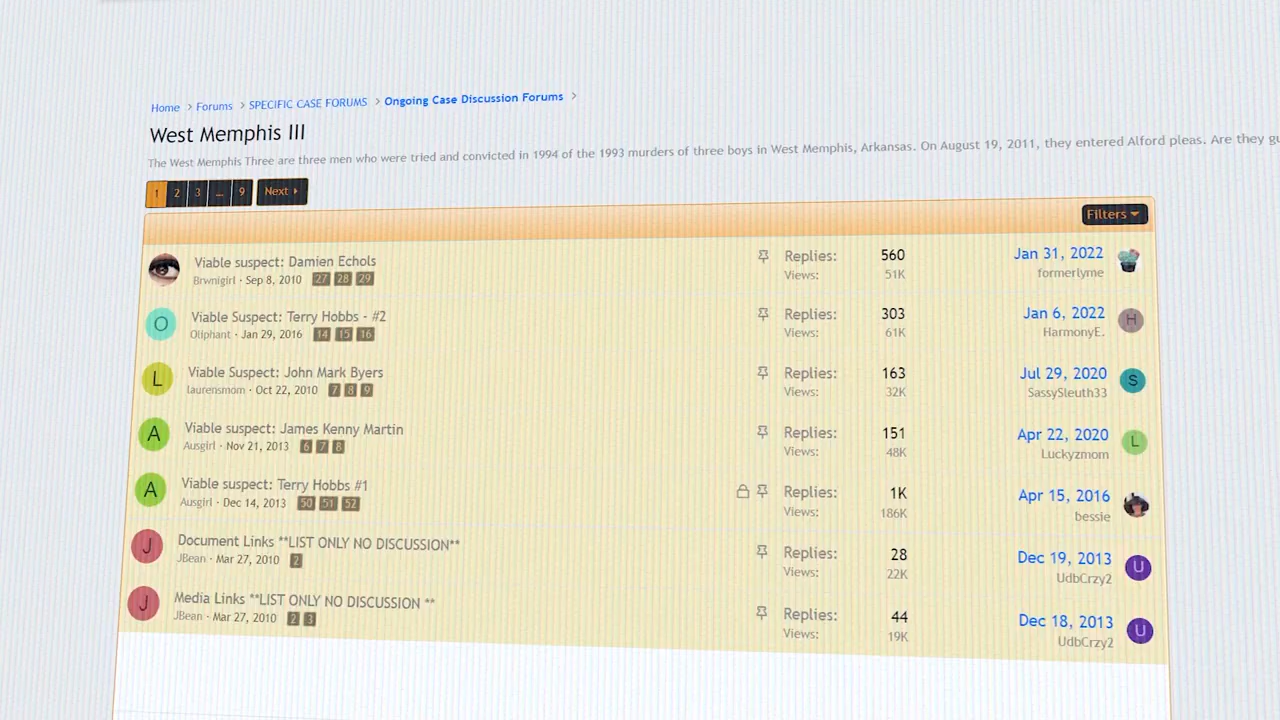 Home > Forums > SPECIFIC CASE FORUMS > Ongoing Case Discussion Forums >
West Memphis III
The West Memphis Three are three men who were tried and convicted in 1994 of the 1993 murders of three boys in West Memphis, Arkansas. On August 19, 2011, they entered Alford pleas. Are they gu
1 2 3 ... 9 Next
Filters
Viable suspect: Damien Echols Replies: 560 Jan 31, 2022
Brwnigirl · Sep 8, 2010 27 28 29 Views: 51K formerlyme
O Viable Suspect: Terry Hobbs - #2 Replies: 303 Jan 6, 2022 H
Oliphant · Jan 29, 2016 14 15 16 Views: 61K HarmonyE.
L Viable Suspect: John Mark Byers Replies: 163 Jul 29, 2020 S
laurensmom · Oct 22, 2010 7 8 9 Views: 32K SassySleuth33
A Viable suspect: James Kenny Martin Replies: 151 Apr 22, 2020 L
Ausgirl · Nov 21, 2013 6 7 8 Views: 48K Luckyzmom
A Viable suspect: Terry Hobbs #1 Replies: 1K Apr 15, 2016
Ausgirl · Dec 14, 2013 50 51 52 Views: 186K bessie
J Document Links **LIST ONLY NO DISCUSSION** Replies: 28 Dec 19, 2013 U
JBean · Mar 27, 2010 2 Views: 22K UdbCrzy2
J Media Links **LIST ONLY NO DISCUSSION ** Replies: 44 Dec 18, 2013 U
JBean · Mar 27, 2010 2 3 Views: 19K UdbCrzy2